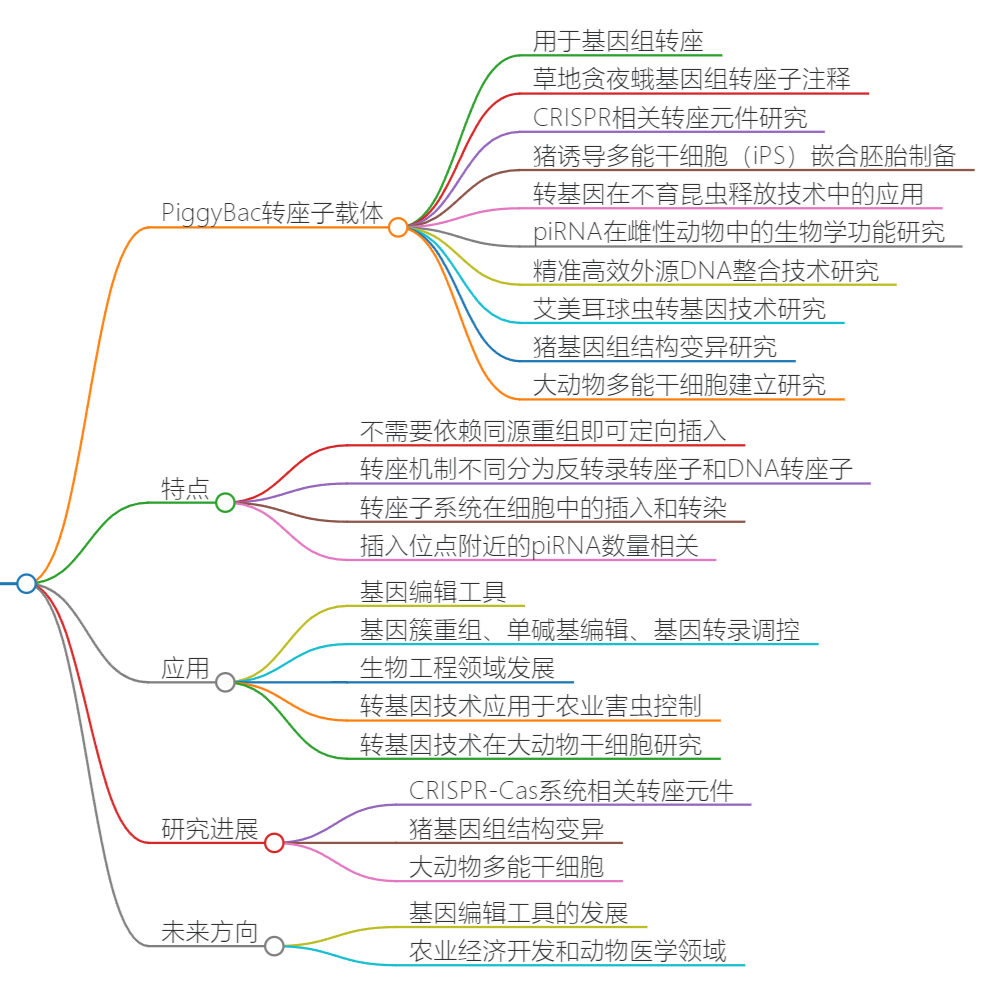 用于基因组转座
草地贪夜蛾基因组转座子注释
CRISPR相关转座元件研究
猪诱导多能干细胞（iPS）嵌合胚胎制备
转基因在不育昆虫释放技术中的应用
PiggyBac转座子载体
piRNA在雌性动物中的生物学功能研究
精准高效外源DNA整合技术研究
艾美耳球虫转基因技术研究
猪基因组结构变异研究
大动物多能干细胞建立研究
不需要依赖同源重组即可定向插入
转座机制不同分为反转录转座子和DNA转座子
特点
转座子系统在细胞中的插入和转染
插入位点附近的piRNA数量相关
基因编辑工具
基因簇重组、单碱基编辑、基因转录调控
应用
生物工程领域发展
转基因技术应用于农业害虫控制
转基因技术在大动物干细胞研究
CRISPR-Cas系统相关转座元件
研究进展
猪基因组结构变异
大动物多能干细胞
基因编辑工具的发展
未来方向
农业经济开发和动物医学领域